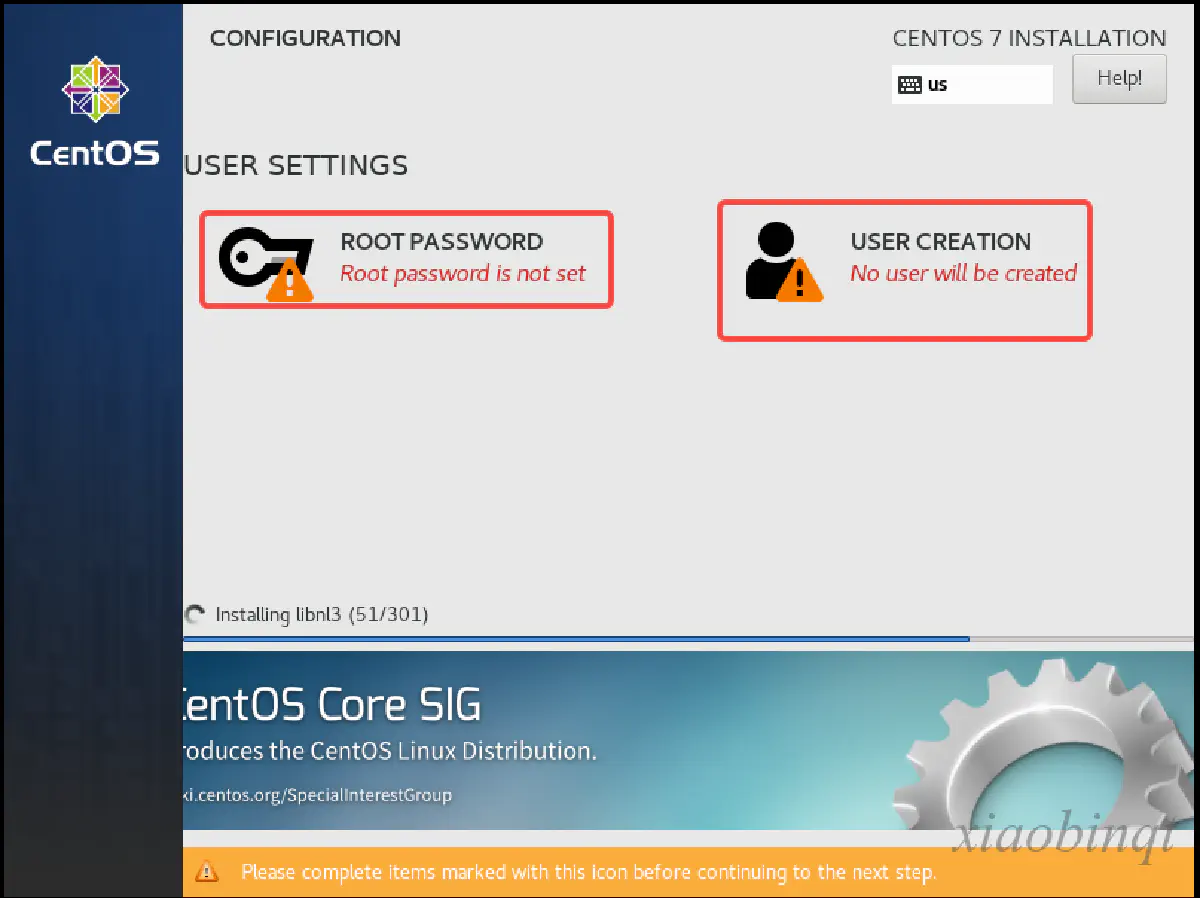 CONFIGURATION
CENTOS 7 INSTALLATION
us
Help!
CentOS
USER SETTINGS
ROOT PASSWORD
Root password is not set
USER CREATION
No user will be created
Installing libnl3 (51/301)
CentOS Core SIG
roduces the CentOS Linux Distribution.
ki.centos.org/SpecialInterestGroup
xiaobinqt
Please complete items marked with this icon before continuing to the next step.